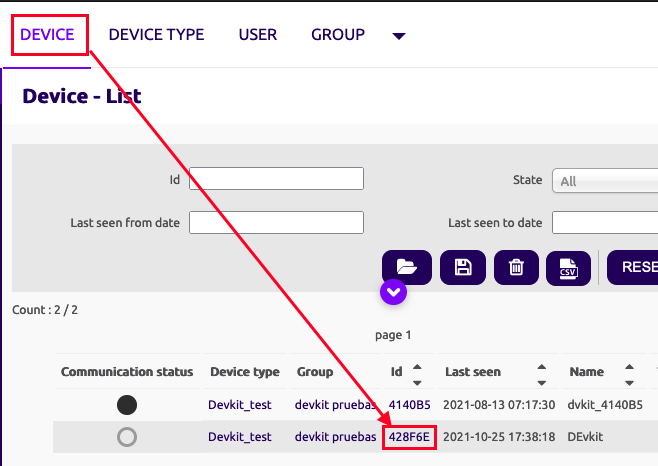 DEVICE DEVICE TYPE USER GROUP
Device - List
Id State All
Last seen from date Last seen to date
CSV
Count : 2 / 2
page 1
Communication status Device type Group Id Last seen Name
Devkit_test devkit pruebas 4140B5 2021-08-13 07:17:30 dvkit_4140B5
Devkit_test devkit pruebas 428F6E 2021-10-25 17:38:18 DEvkit